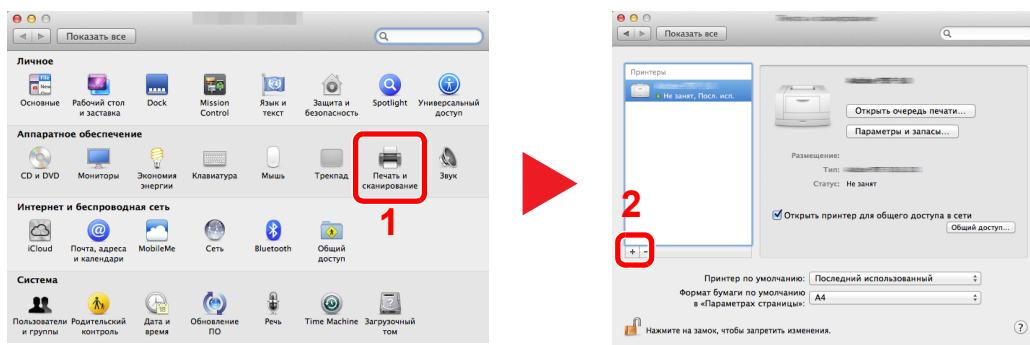 Показать все
Личное
Основные
Рабочий стол
и заставка
Dock
Mission
Control
Язык и
текст
Защита и
безопасность
Spotlight
Универсальный
доступ
Аппаратное обеспечение
CD и DVD
Мониторы
Экономия
энергии
Клавиатура
Мышь
Трекпад
Печать и
сканирование
Звук
1
Интернет и беспроводная сеть
iCloud
Почта, адреса
и календари
MobileMe
Сеть
Bluetooth
Общий
доступ
Система
Пользователи
и группы
Родительский
контроль
Дата и
время
Обновление
ПО
Речь
Time Machine
Загрузочный
том
Показать все
Принтеры
Не занят, Посл. исп.
Открыть очередь печати...
Параметры и запасы...
Размещение:
Тип:
Статус: Не занят
2
Открыть принтер для общего доступа в сети
Общий доступ...
+ −
Принтер по умолчанию: Последний использованный
Формат бумаги по умолчанию
в «Параметрах страницы»: A4
Нажмите на замок, чтобы запретить изменения.
?